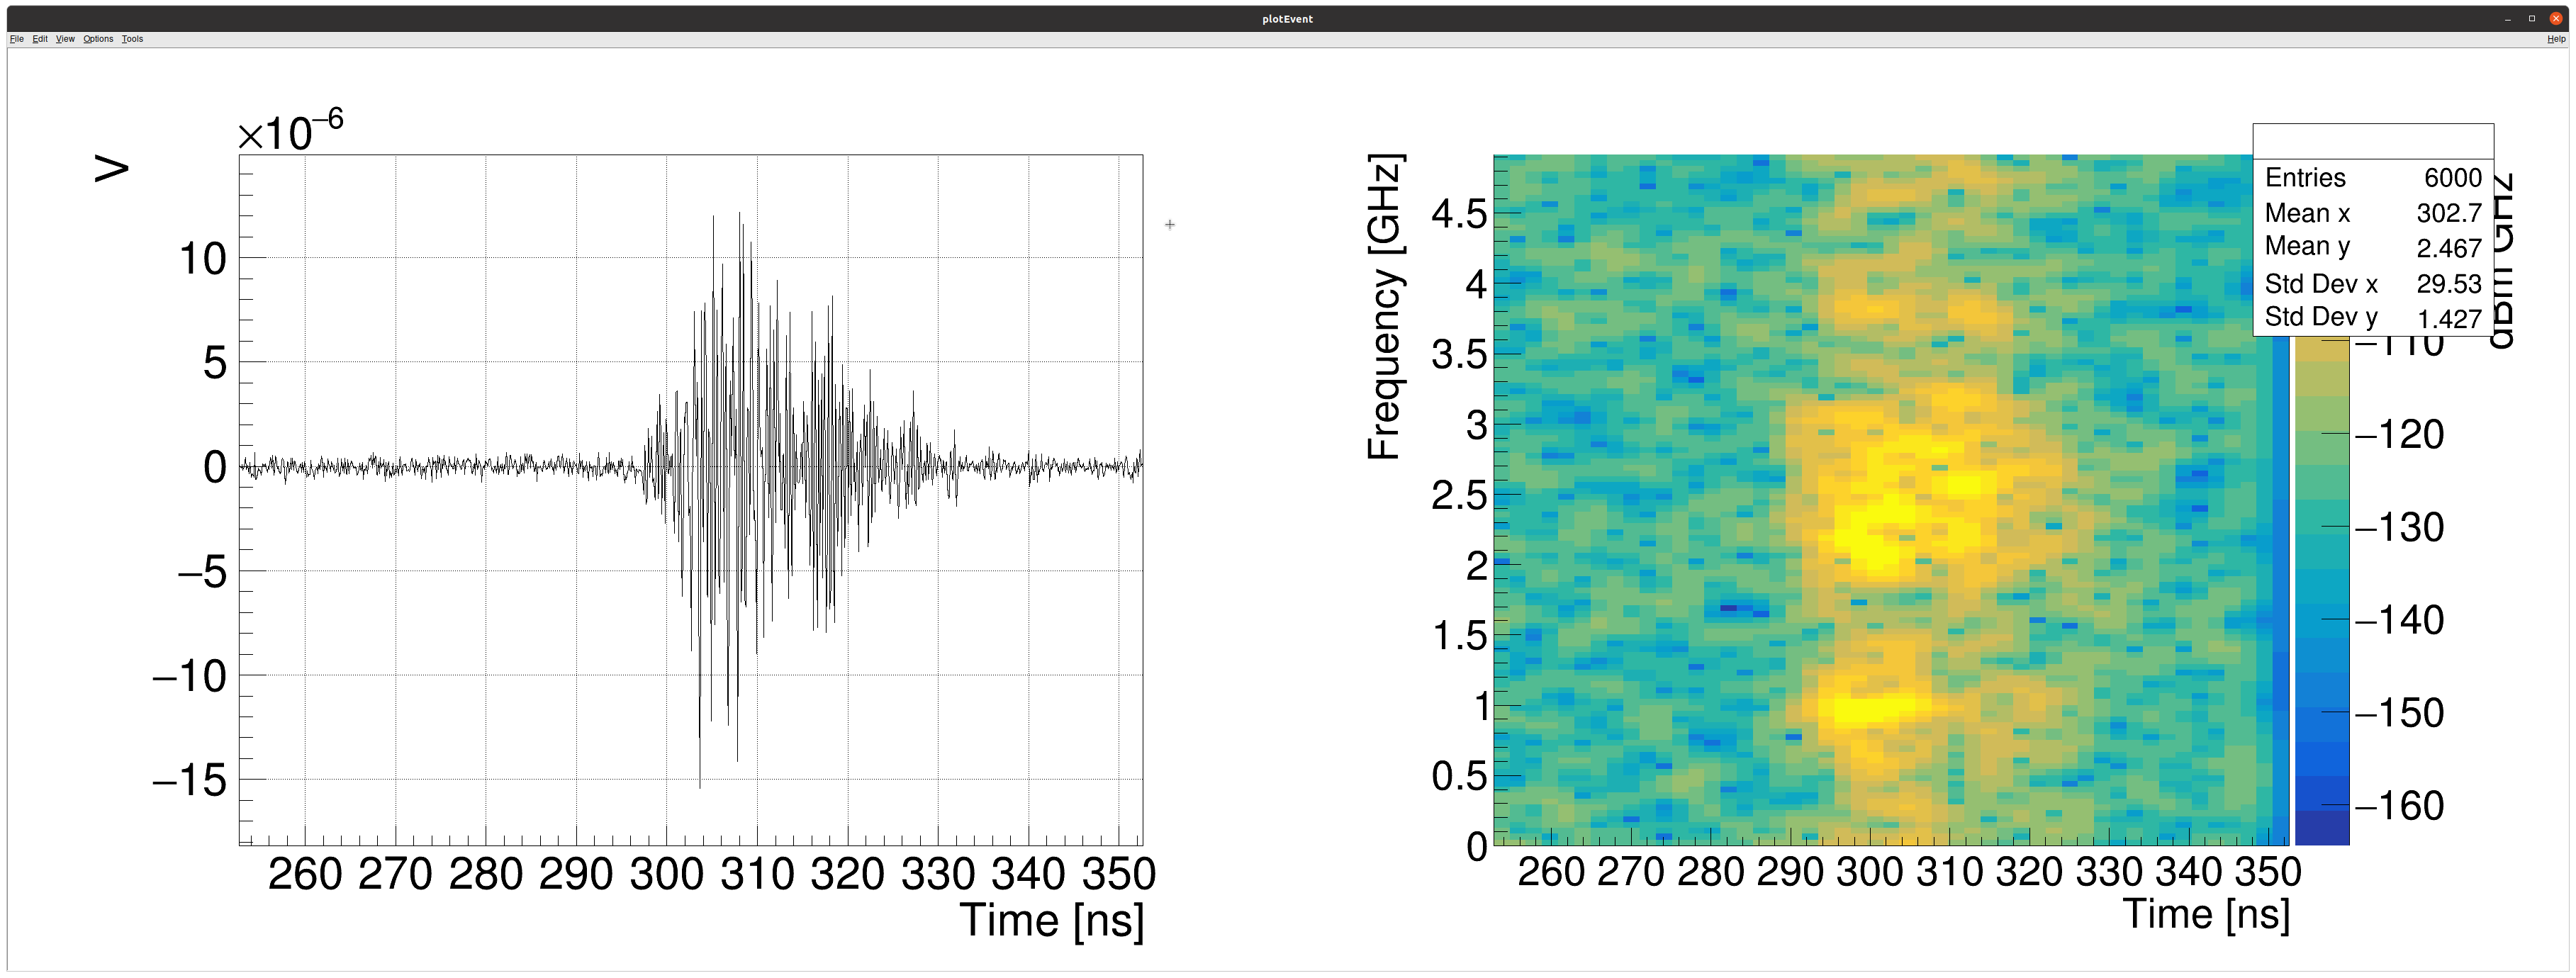 plotEvent
File Edit View Options Tools Help
×10⁻⁶
V
10
5
0
−5
−10
−15
260 270 280 290 300 310 320 330 340 350
Time [ns]
Frequency [GHz]
4.5
4
3.5
3
2.5
2
1.5
1
0.5
0
260 270 280 290 300 310 320 330 340 350
Time [ns]
Entries 6000
Mean x 302.7
Mean y 2.467
Std Dev x 29.53
Std Dev y 1.427
dBm GHz
−110
−120
−130
−140
−150
−160